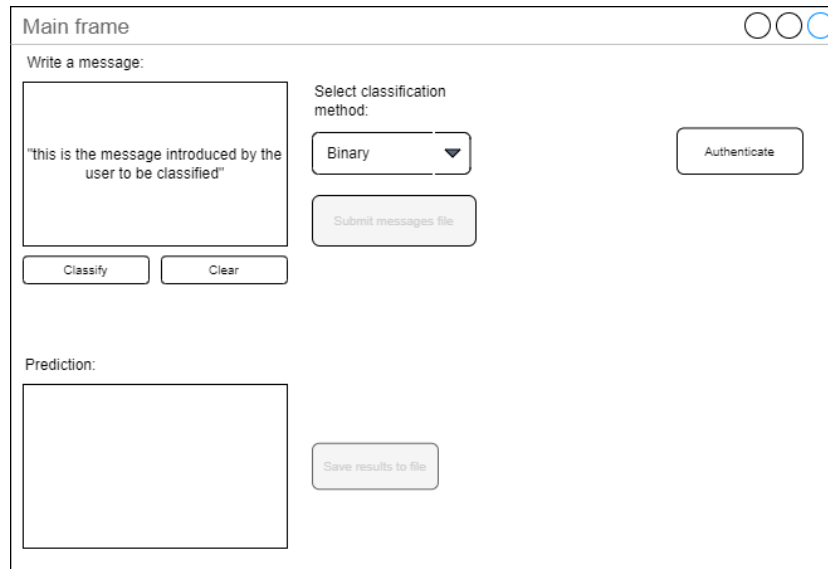 Main frame
Write a message:
"this is the message introduced by the
user to be classified"
Select classification
method:
Binary
Authenticate
Submit messages file
Classify
Clear
Prediction:
Save results to file